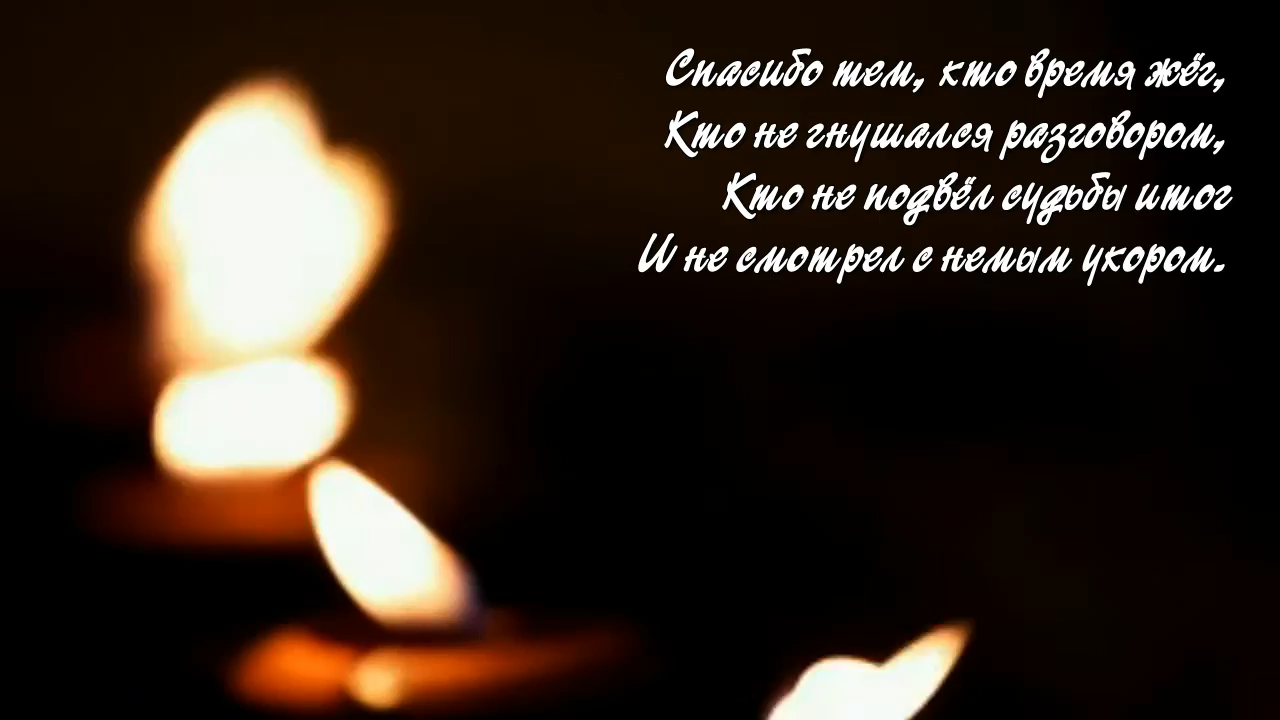 Спасибо тем, кто время жёг,
Кто не гнушался разговором,
Кто не подвёл судьбы итог
И не смотрел с немым укором.